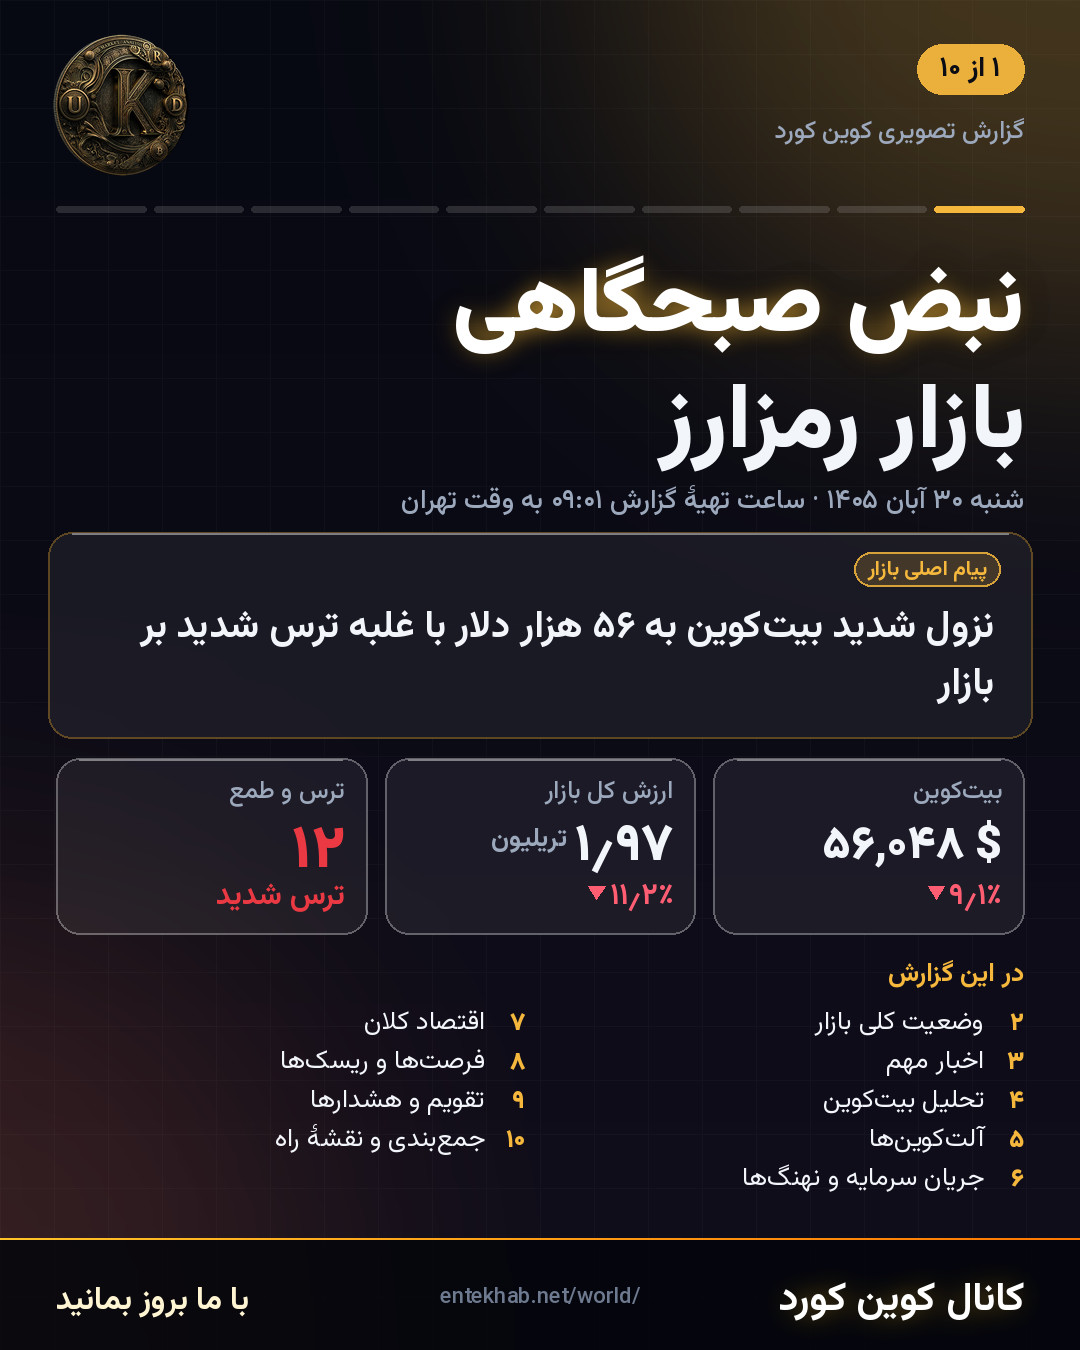 ۱ از ۱۰
گزارش تصویری کوین کورد
K
U
R
D
نبض صبحگاهی
بازار رمزارز
شنبه ۳۰ آبان ۱۴۰۵ · ساعت تهیهٔ گزارش ۰۹:۰۱ به وقت تهران
پیام اصلی بازار
نزول شدید بیت‌کوین به ۵۶ هزار دلار با غلبه ترس شدید بر
بازار
بیت‌کوین
$ ۵۶,۰۴۸
▼۹٫۱٪
ارزش کل بازار
۱٫۹۷ تریلیون
▼۱۱٫۲٪
ترس و طمع
۱۲
ترس شدید
در این گزارش
۲ وضعیت کلی بازار
۳ اخبار مهم
۴ تحلیل بیت‌کوین
۵ آلت‌کوین‌ها
۶ جریان سرمایه و نهنگ‌ها
۷ اقتصاد کلان
۸ فرصت‌ها و ریسک‌ها
۹ تقویم و هشدارها
۱۰ جمع‌بندی و نقشهٔ راه
کانال کوین کورد
entekhab.net/world/
با ما بروز بمانید